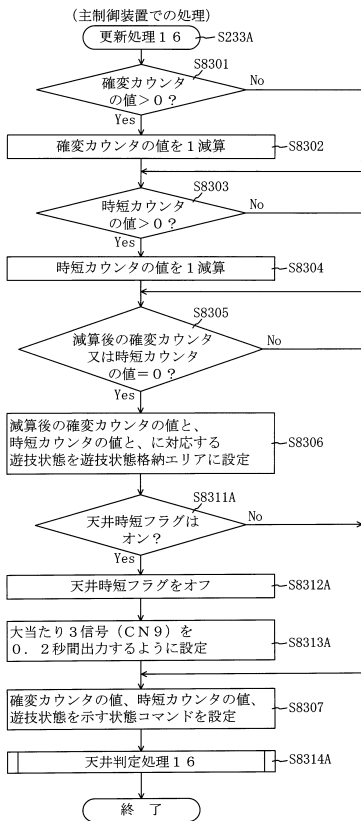 (主制御装置での処理)
更新処理16
S233A
S8301
確変カウンタ
の値>0?
No
Yes
確変カウンタの値を1減算
S8302
S8303
時短カウンタ
の値>0?
No
Yes
時短カウンタの値を1減算
S8304
S8305
減算後の確変カウンタ
又は時短カウンタ
の値=0?
No
Yes
減算後の確変カウンタの値と、
時短カウンタの値と、に対応する
遊技状態を遊技状態格納エリアに設定
S8306
S8311A
天井時短フラグは
オン?
No
Yes
天井時短フラグをオフ
S8312A
大当たり3信号(CN9)を
0.2秒間出力するように設定
S8313A
確変カウンタの値、時短カウンタの値、
遊技状態を示す状態コマンドを設定
S8307
天井判定処理16
S8314A
終了